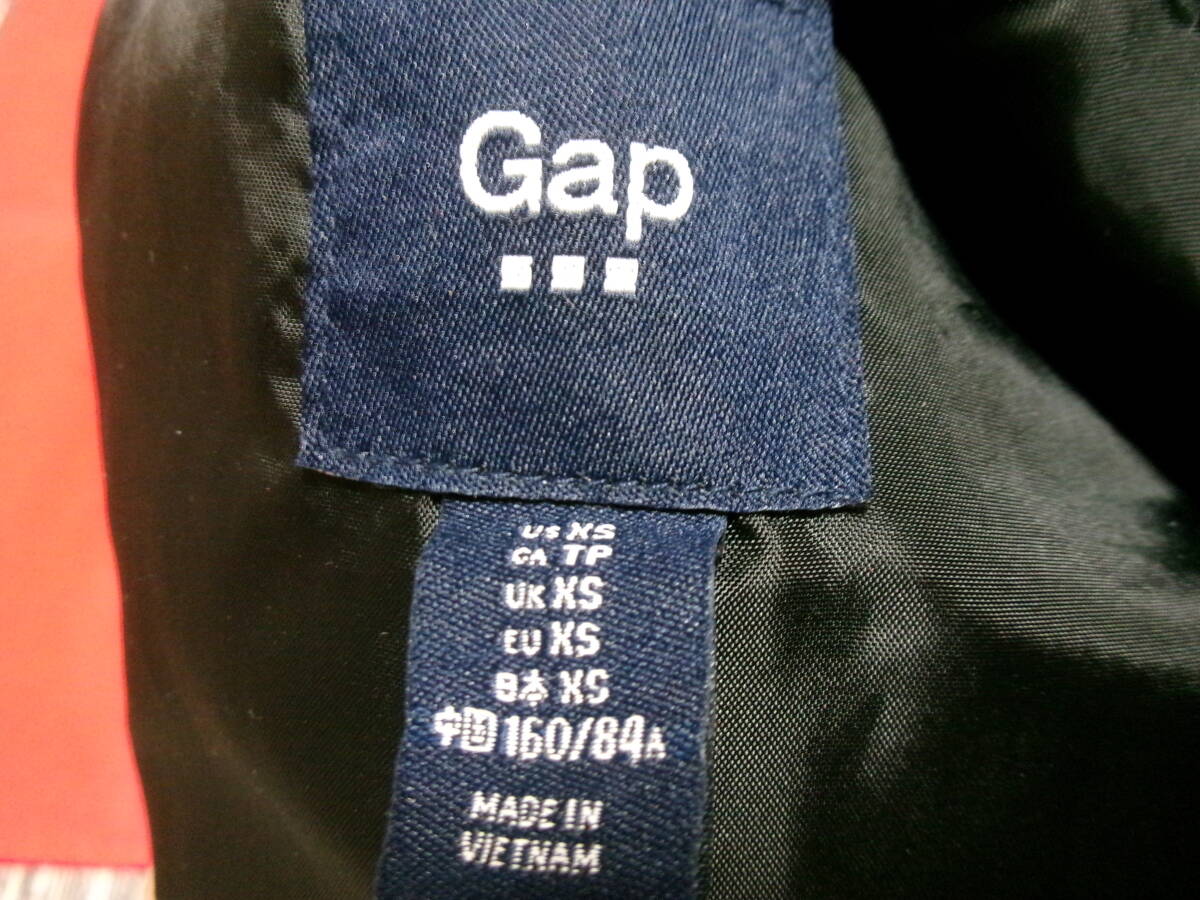 Gap
US XS
CA TP
UK XS
EU XS
日本 XS
中国 160/84A
MADE IN
VIETNAM